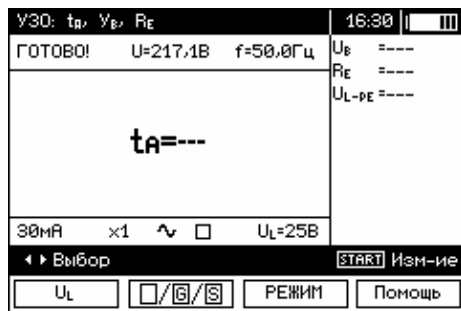 УЗО: tA, УB, RE 16:30
ГОТОВО! U=217,1В f=50,0Гц
UB =---
RE =---
UL-PE =---
tA=---
30мА x1 UL=25В
Выбор START Изм-ие
UL □/G/S РЕЖИМ Помощь